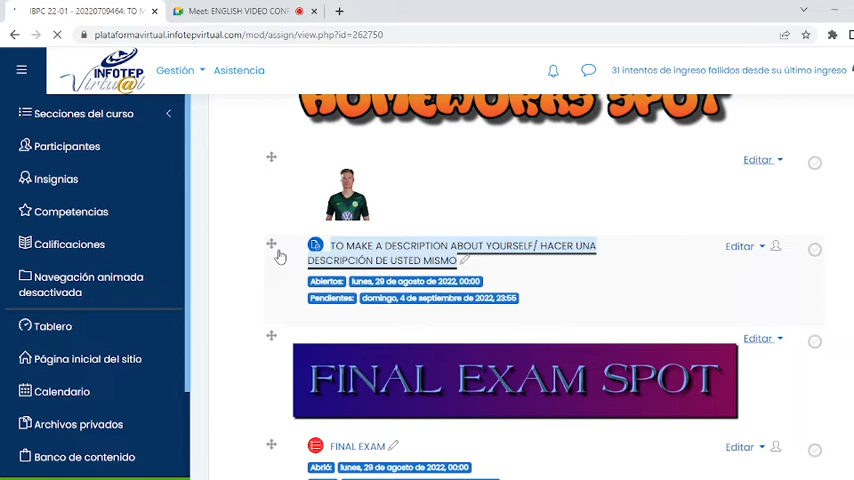 IBPC 22-01 - 20220709464: TO M
Meet: ENGLISH VIDEO CONF
plataformavirtual.infotepvirtual.com/mod/assign/view.php?id=262750
INFOTEP
Virtu@l
Gestión
Asistencia
31 intentos de ingreso fallidos desde su último ingreso
HOMEWORKS SPOT
Secciones del curso
Participantes
Insignias
Competencias
Calificaciones
Navegación animada
desactivada
Tablero
Página inicial del sitio
Calendario
Archivos privados
Banco de contenido
Editar
TO MAKE A DESCRIPTION ABOUT YOURSELF/ HACER UNA
DESCRIPCIÓN DE USTED MISMO
Editar
Abiertos: lunes, 29 de agosto de 2022, 00:00
Pendientes: domingo, 4 de septiembre de 2022, 23:55
Editar
FINAL EXAM SPOT
FINAL EXAM
Editar
Abrió: lunes, 29 de agosto de 2022, 00:00